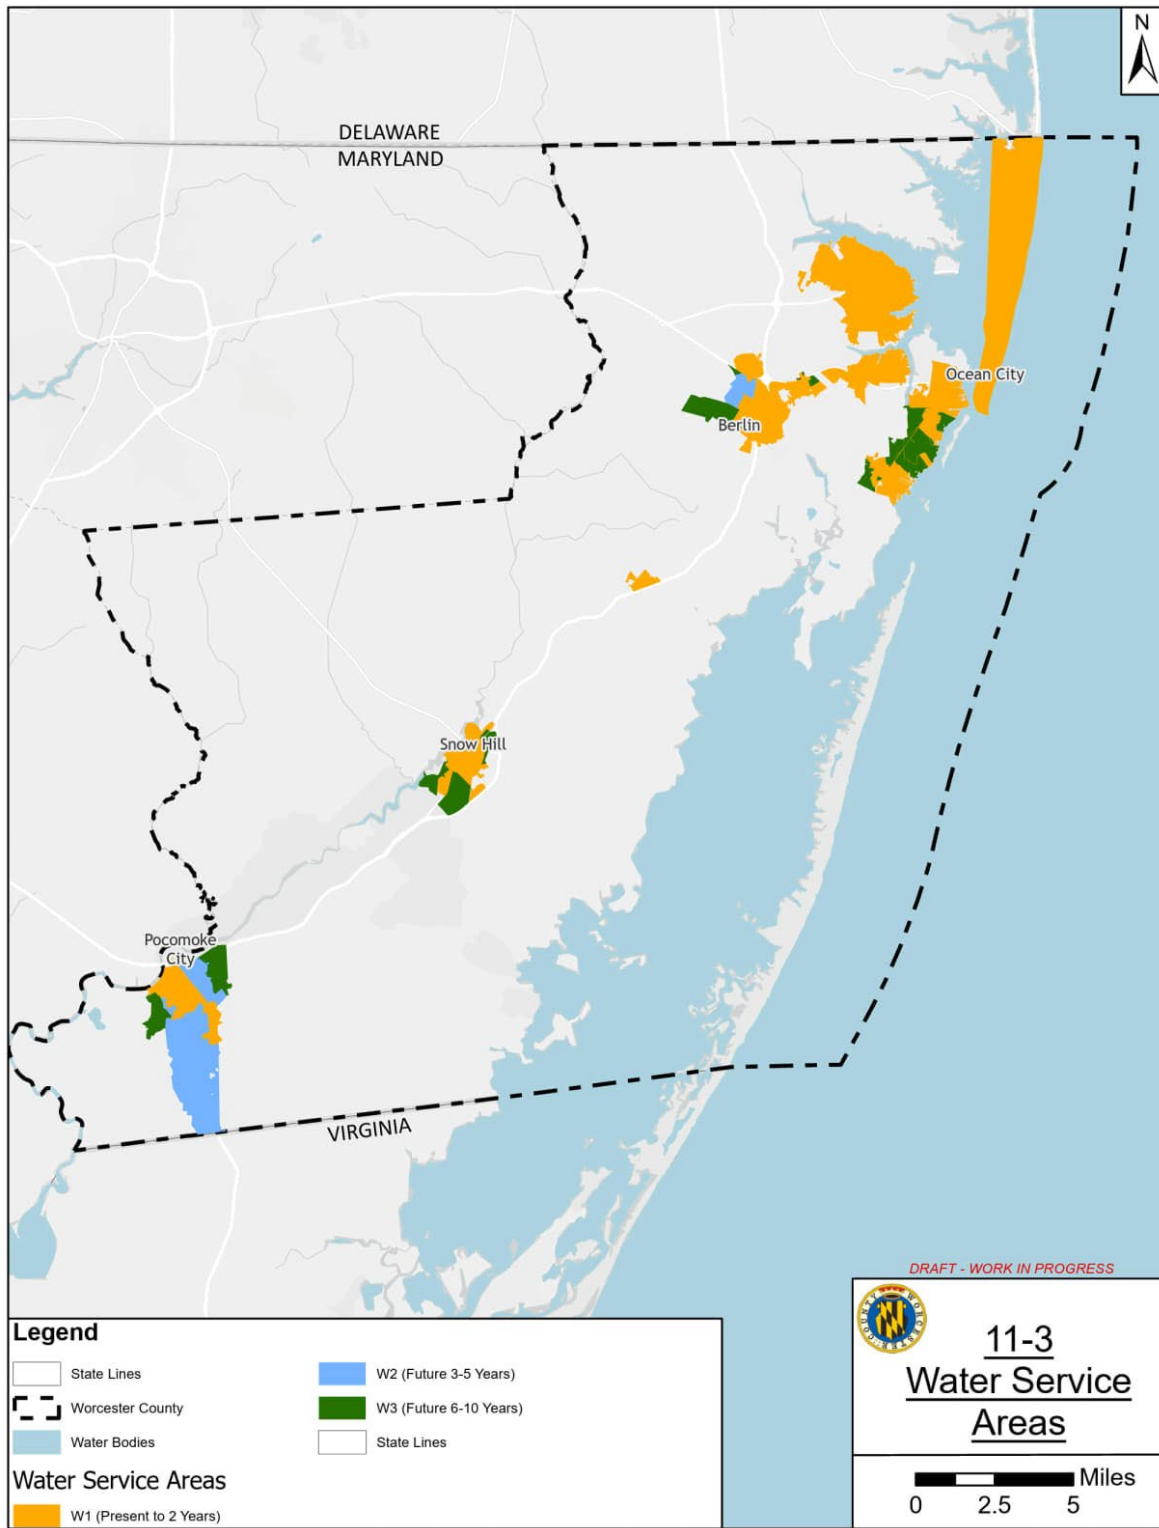 N
DELAWARE
MARYLAND
Ocean City
Berlin
Snow Hill
Pocomoke
City
VIRGINIA
DRAFT - WORK IN PROGRESS
Legend
State Lines
Worcester County
Water Bodies
Water Service Areas
W1 (Present to 2 Years)
W2 (Future 3-5 Years)
W3 (Future 6-10 Years)
State Lines
WORCESTER COUNTY
11-3
Water Service
Areas
Miles
0 2.5 5